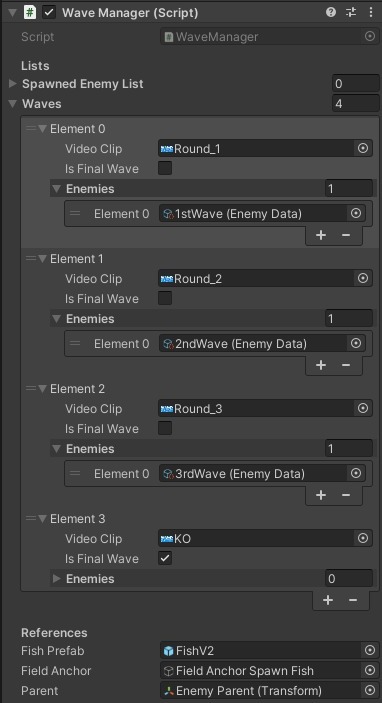 Wave Manager (Script)
Script WaveManager
Lists
Spawned Enemy List 0
Waves 4
Element 0
Video Clip Round_1
Is Final Wave
Enemies 1
Element 0 1stWave (Enemy Data)
+ −
Element 1
Video Clip Round_2
Is Final Wave
Enemies 1
Element 0 2ndWave (Enemy Data)
+ −
Element 2
Video Clip Round_3
Is Final Wave
Enemies 1
Element 0 3rdWave (Enemy Data)
+ −
Element 3
Video Clip KO
Is Final Wave
Enemies 0
+ −
References
Fish Prefab FishV2
Field Anchor Field Anchor Spawn Fish
Parent Enemy Parent (Transform)